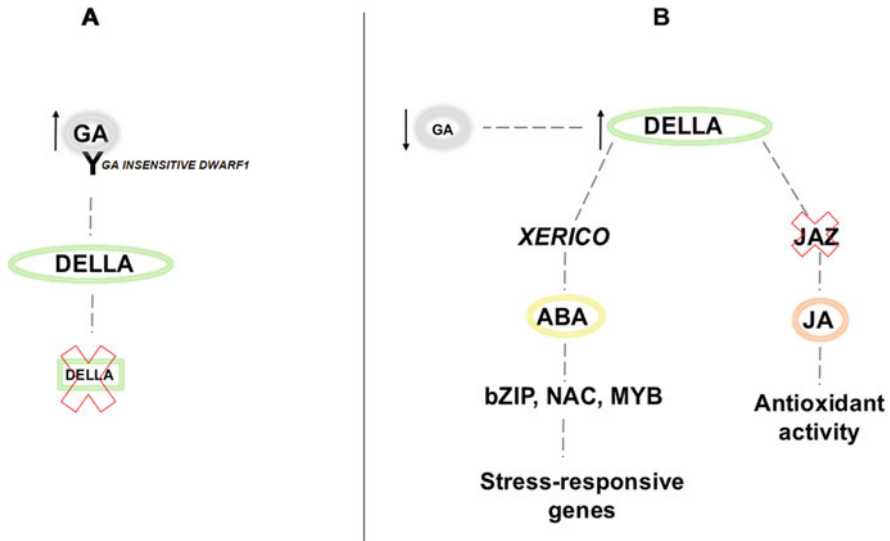 A
GA
Y GA INSENSITIVE DWARF1
DELLA
DELLA
B
GA
DELLA
XERICO
JAZ
ABA
JA
bZIP, NAC, MYB
Antioxidant
activity
Stress-responsive
genes